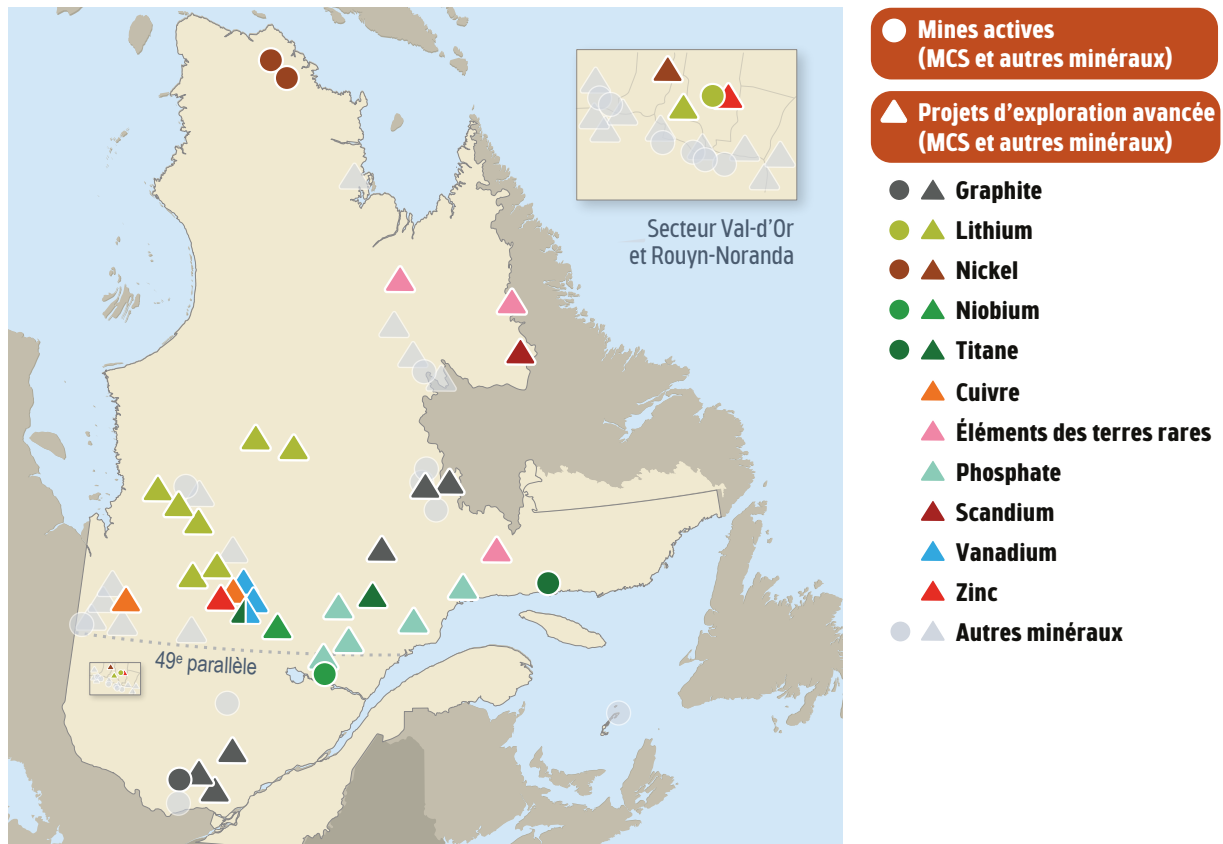 Mines actives
(MCS et autres minéraux)
Projets d’exploration avancée
(MCS et autres minéraux)
Graphite
Lithium
Nickel
Niobium
Titane
Cuivre
Éléments des terres rares
Phosphate
Scandium
Vanadium
Zinc
Autres minéraux
Secteur Val-d’Or
et Rouyn-Noranda
49e parallèle